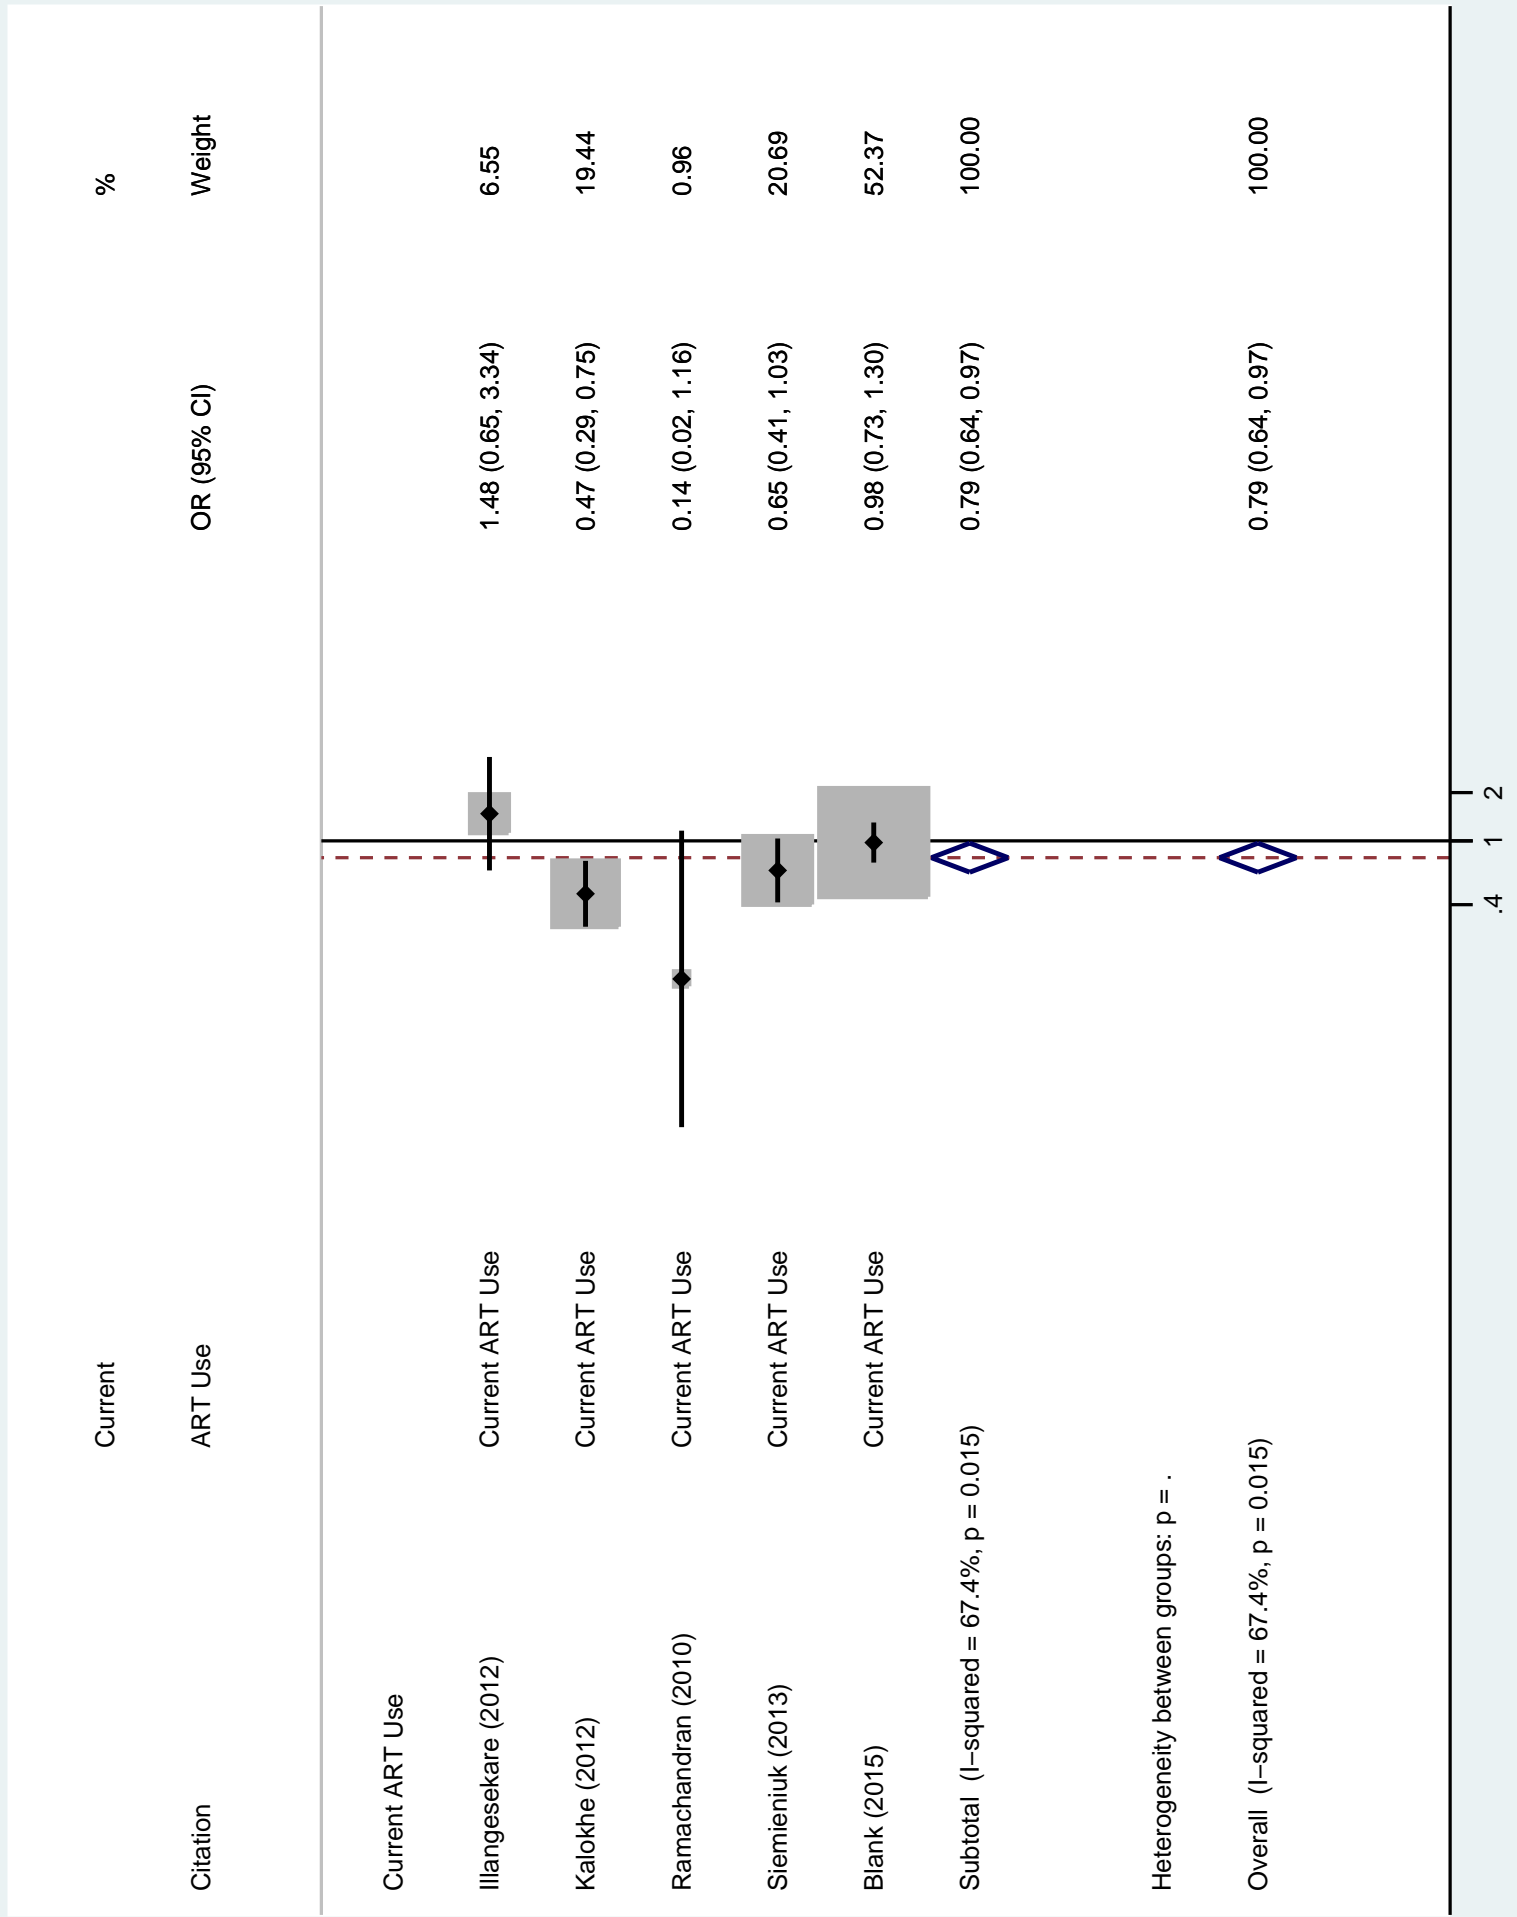 Current %
Citation ART Use OR (95% CI) Weight
Current ART Use
Illangesekare (2012) Current ART Use 1.48 (0.65, 3.34) 6.55
Kalokhe (2012) Current ART Use 0.47 (0.29, 0.75) 19.44
Ramachandran (2010) Current ART Use 0.14 (0.02, 1.16) 0.96
Siemieniuk (2013) Current ART Use 0.65 (0.41, 1.03) 20.69
Blank (2015) Current ART Use 0.98 (0.73, 1.30) 52.37
Subtotal (I−squared = 67.4%, p = 0.015) 0.79 (0.64, 0.97) 100.00
Heterogeneity between groups: p = .
Overall (I−squared = 67.4%, p = 0.015) 0.79 (0.64, 0.97) 100.00
.4 1 2